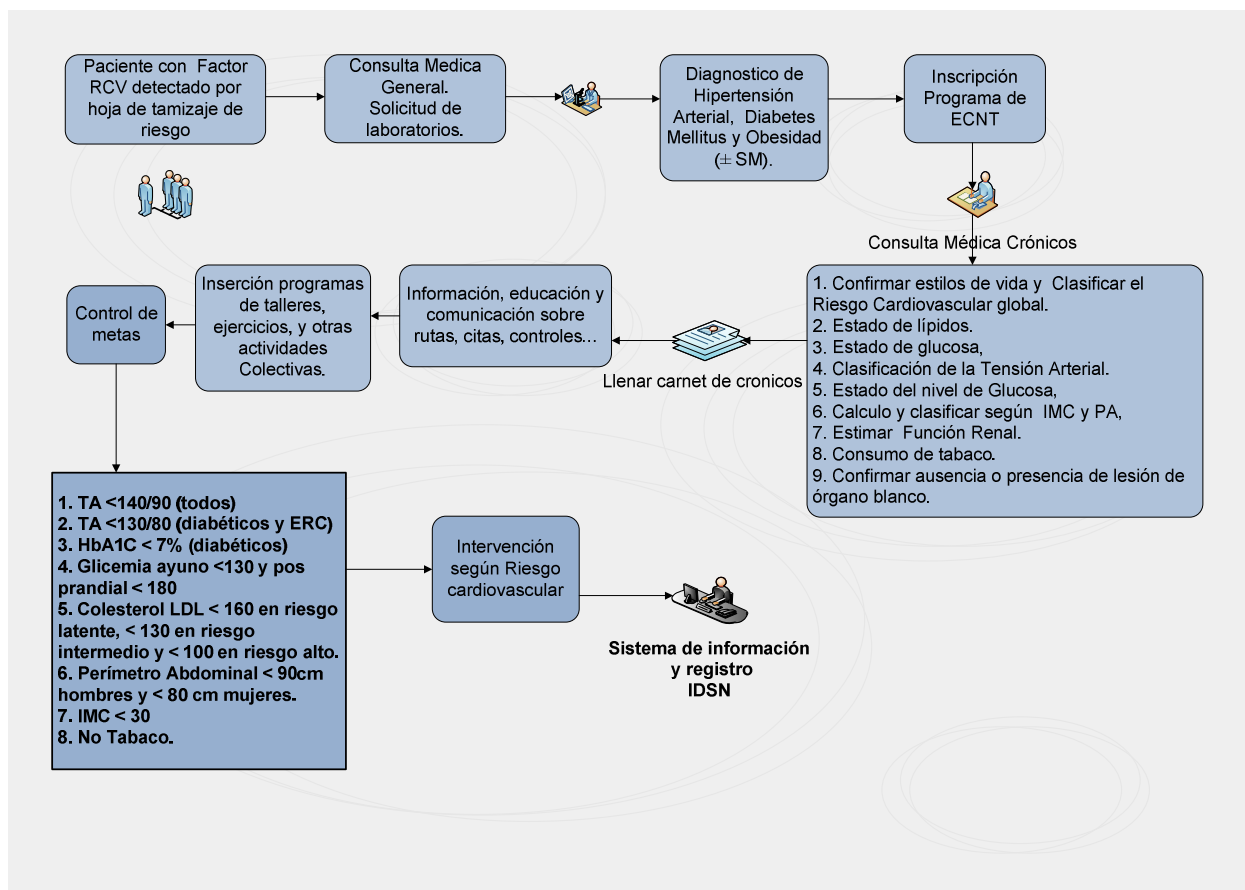 Paciente con Factor
RCV detectado por
hoja de tamizaje de
riesgo
Consulta Medica
General.
Solicitud de
laboratorios.
Diagnostico de
Hipertensión
Arterial, Diabetes
Mellitus y Obesidad
(± SM).
Inscripción
Programa de
ECNT
Consulta Médica Crónicos
1. Confirmar estilos de vida y Clasificar el
Riesgo Cardiovascular global.
2. Estado de lípidos.
3. Estado de glucosa,
4. Clasificación de la Tensión Arterial.
5. Estado del nivel de Glucosa,
6. Calculo y clasificar según IMC y PA,
7. Estimar Función Renal.
8. Consumo de tabaco.
9. Confirmar ausencia o presencia de lesión de
órgano blanco.
Llenar carnet de cronicos
Información, educación y
comunicación sobre
rutas, citas, controles...
Inserción programas
de talleres,
ejercicios, y otras
actividades
Colectivas.
Control de
metas
1. TA <140/90 (todos)
2. TA <130/80 (diabéticos y ERC)
3. HbA1C < 7% (diabéticos)
4. Glicemia ayuno <130 y pos
prandial < 180
5. Colesterol LDL < 160 en riesgo
latente, < 130 en riesgo
intermedio y < 100 en riesgo alto.
6. Perímetro Abdominal < 90cm
hombres y < 80 cm mujeres.
7. IMC < 30
8. No Tabaco.
Intervención
según Riesgo
cardiovascular
Sistema de información
y registro
IDSN